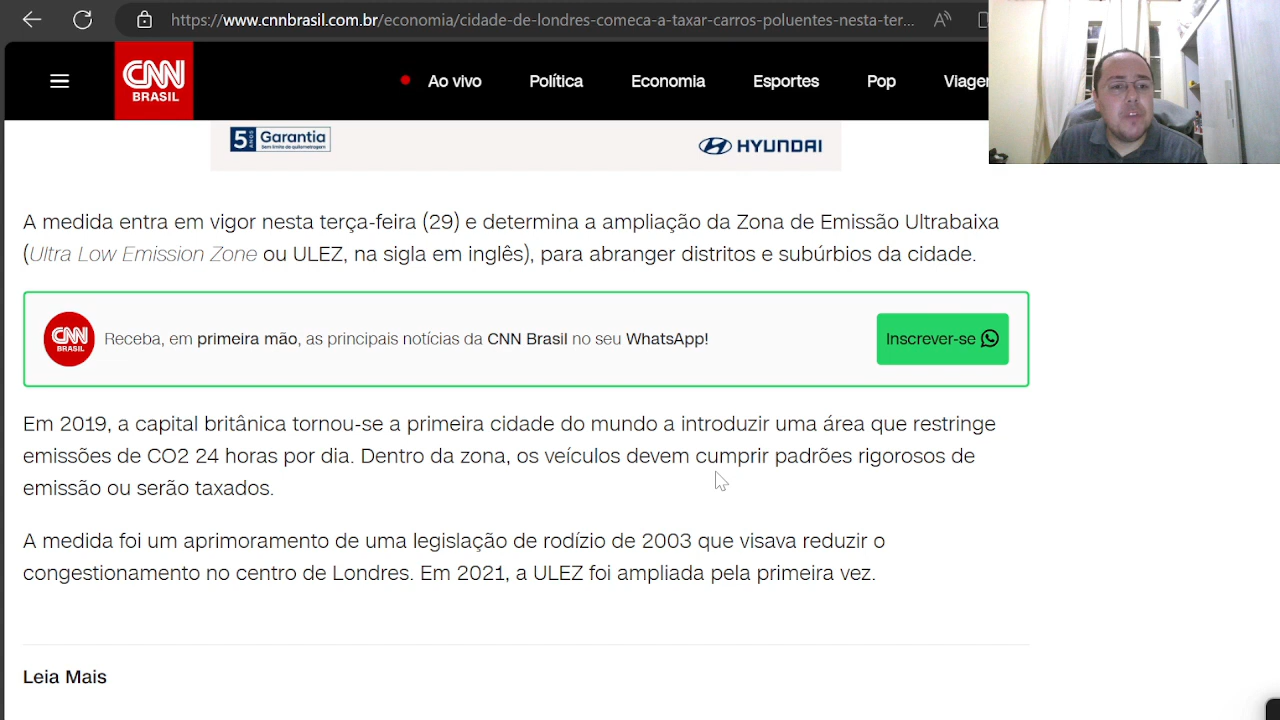 https://www.cnnbrasil.com.br/economia/cidade-de-londres-comeca-a-taxar-carros-poluentes-nesta-ter...
CNN
BRASIL
Ao vivo
Política
Economia
Esportes
Pop
Viagem
5 ANOS Garantia
bem limite de quilometragem
HYUNDAI
A medida entra em vigor nesta terça-feira (29) e determina a ampliação da Zona de Emissão Ultrabaixa
(Ultra Low Emission Zone ou ULEZ, na sigla em inglês), para abranger distritos e subúrbios da cidade.
CNN
BRASIL
Receba, em primeira mão, as principais notícias da CNN Brasil no seu WhatsApp!
Inscrever-se
Em 2019, a capital britânica tornou-se a primeira cidade do mundo a introduzir uma área que restringe
emissões de CO2 24 horas por dia. Dentro da zona, os veículos devem cumprir padrões rigorosos de
emissão ou serão taxados.
A medida foi um aprimoramento de uma legislação de rodízio de 2003 que visava reduzir o
congestionamento no centro de Londres. Em 2021, a ULEZ foi ampliada pela primeira vez.
Leia Mais